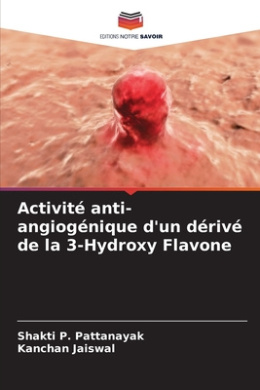 EDITIONS NOTRE SAVOIR
Activité anti-
angiogénique d'un dérivé
de la 3-Hydroxy Flavone
Shakti P. Pattanayak
Kanchan Jaiswal